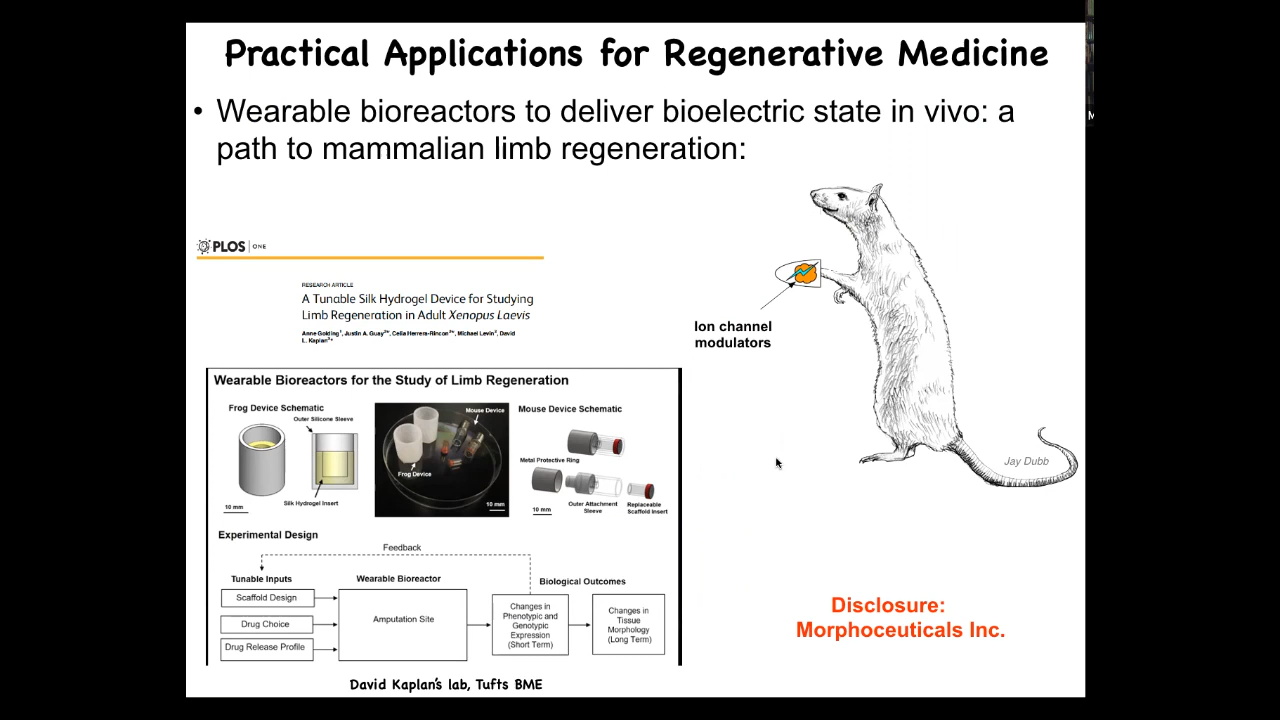 Practical Applications for Regenerative Medicine
• Wearable bioreactors to deliver bioelectric state in vivo: a
path to mammalian limb regeneration:
PLOS | ONE
RESEARCH ARTICLE
A Tunable Silk Hydrogel Device for Studying
Limb Regeneration in Adult Xenopus Laevis
Anne Golding¹, Justin A. Guay², Celia Herrera-Rincon³, Michael Levin³, David
L. Kaplan
Ion channel
modulators
Jay Dubb
Wearable Bioreactors for the Study of Limb Regeneration
Frog Device Schematic
Outer Silicone Sleeve
Silk Hydrogel Insert
10 mm
Mouse Device
Frog Device
10 mm
Mouse Device Schematic
Metal Protective Ring
10 mm
Outer Attachment
Sleeve
Replaceable
Scaffold Insert
Experimental Design
Feedback
Tunable Inputs
Wearable Bioreactor
Biological Outcomes
Scaffold Design
Drug Choice
Drug Release Profile
Amputation Site
Changes in
Phenotypic and
Genotypic
Expression
(Short Term)
Changes in
Tissue
Morphology
(Long Term)
Disclosure:
Morphoceuticals Inc.
David Kaplan's lab, Tufts BME
M